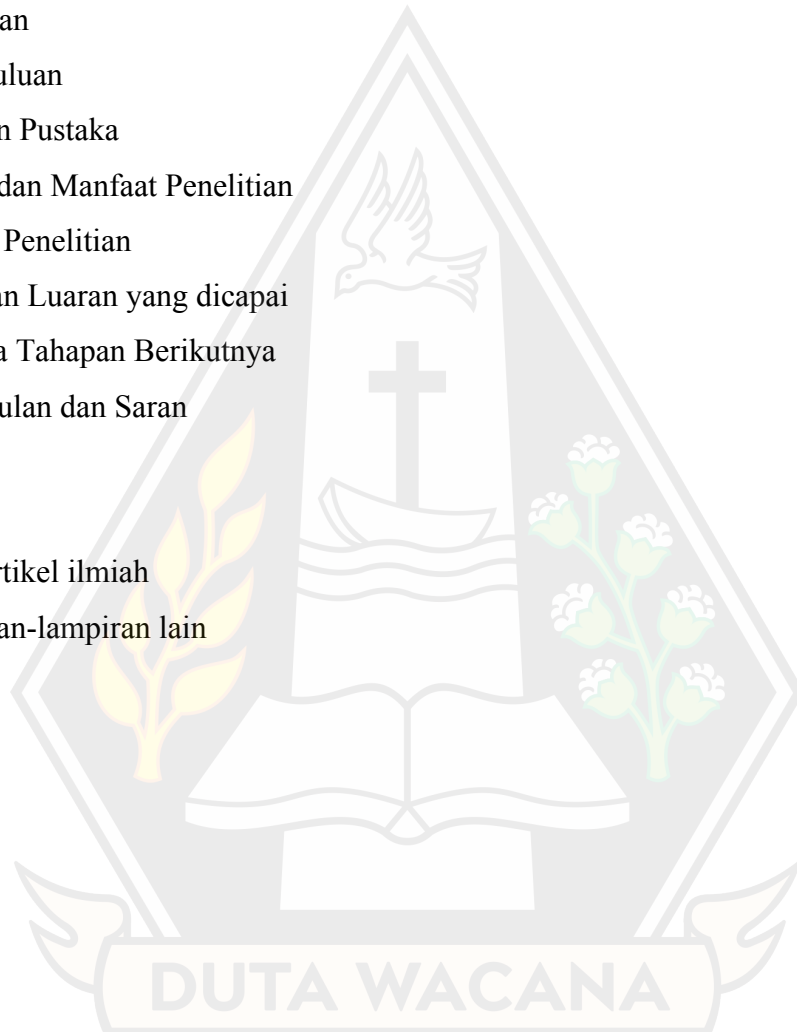 an
uluan
n Pustaka
dan Manfaat Penelitian
Penelitian
an Luaran yang dicapai
a Tahapan Berikutnya
ulan dan Saran
rtikel ilmiah
an-lampiran lain
DUTA WACANA